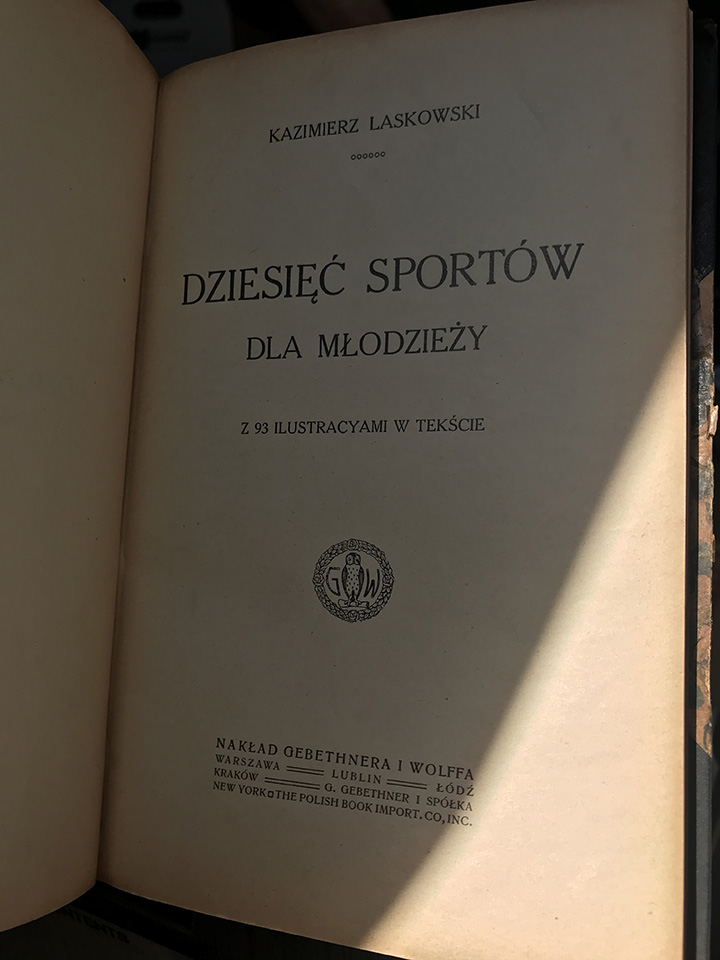 KAZIMIERZ LASKOWSKI
DZIESIĘĆ SPORTÓW
DLA MŁODZIEŻY
Z 93 ILUSTRACYAMI W TEKŚCIE
G W
NAKŁAD GEBETHNERA I WOLFFA
WARSZAWA LUBLIN ŁÓDŹ
KRAKÓW G. GEBETHNER I SPÓŁKA
NEW YORK THE POLISH BOOK IMPORT. CO, INC.